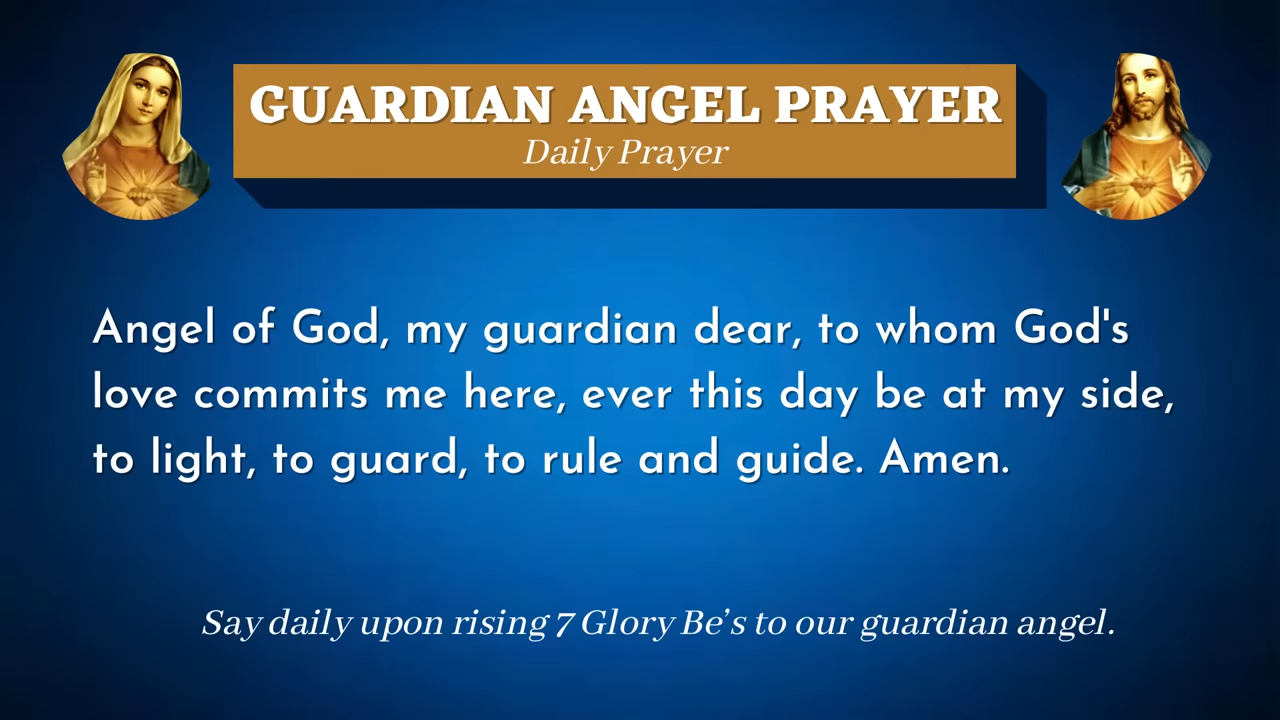 GUARDIAN ANGEL PRAYER
Daily Prayer
Angel of God, my guardian dear, to whom God's
love commits me here, ever this day be at my side,
to light, to guard, to rule and guide. Amen.
Say daily upon rising 7 Glory Be’s to our guardian angel.